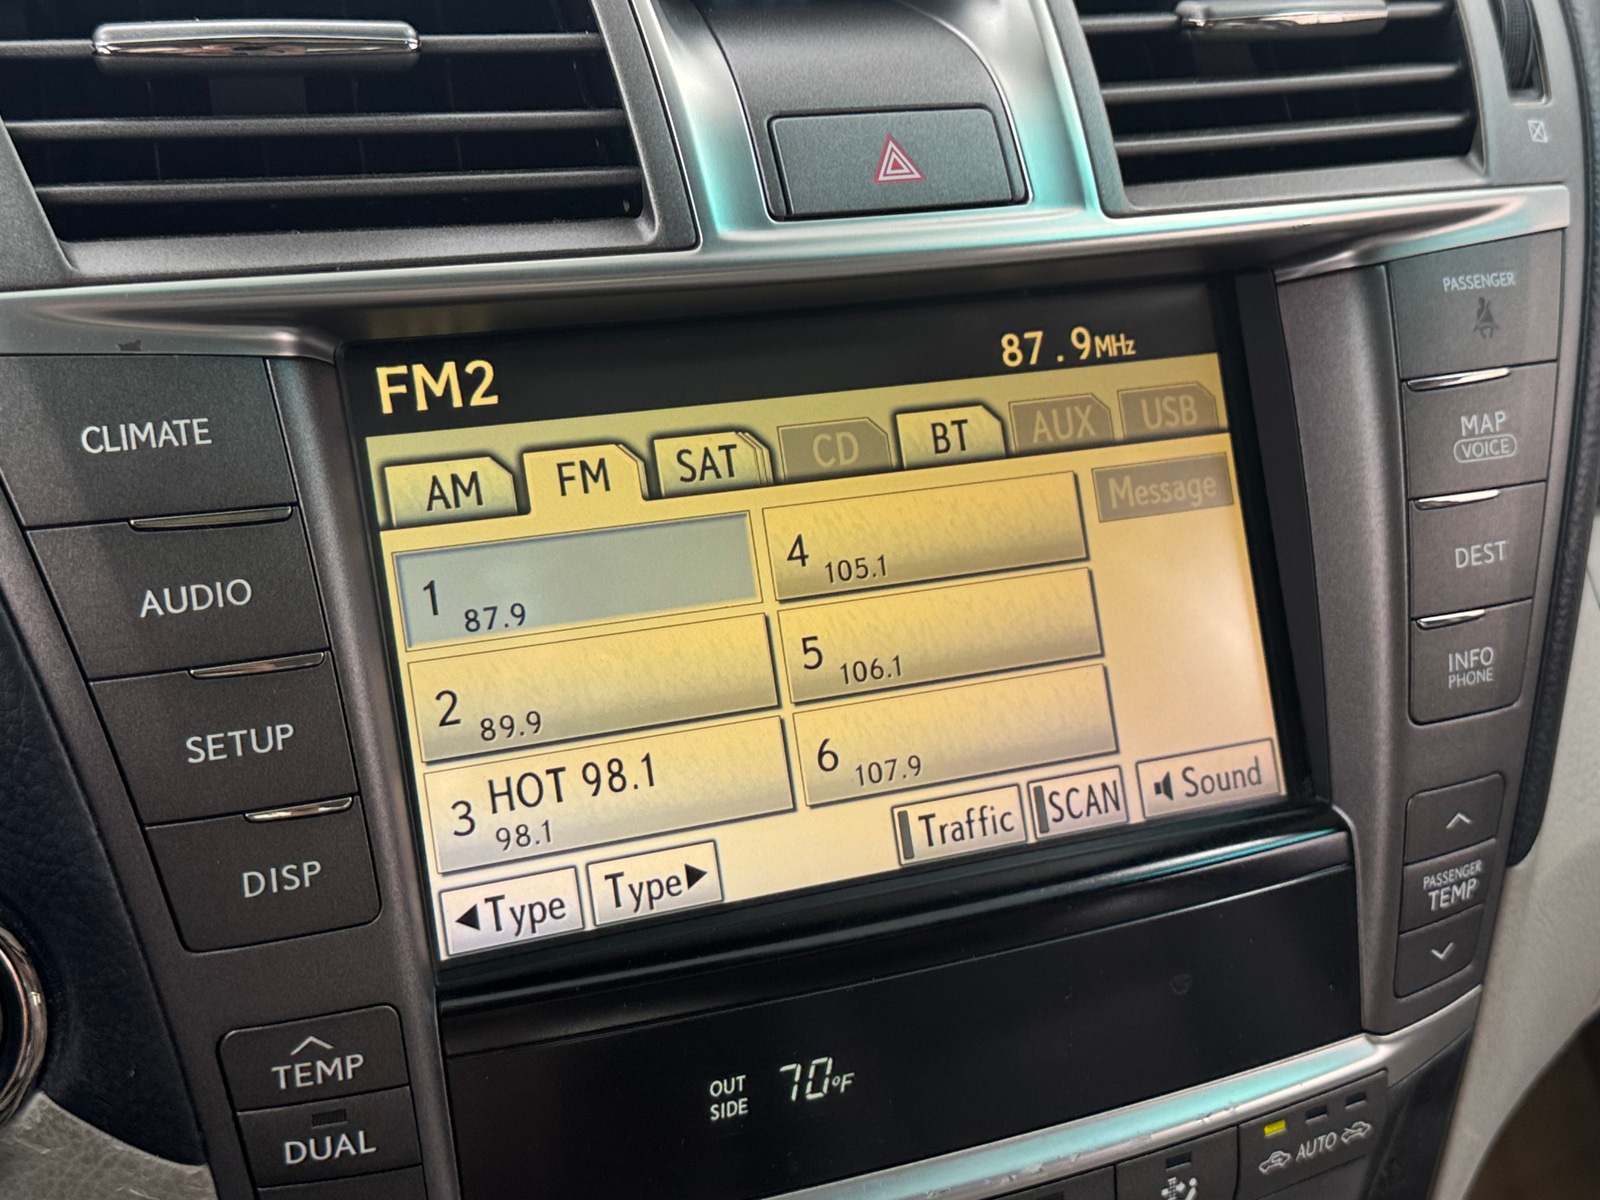 PASSENGER
CLIMATE
AUDIO
SETUP
DISP
FM2
87.9MHz
AM FM SAT CD BT AUX USB
Message
1 87.9
2 89.9
3 HOT 98.1
98.1
4 105.1
5 106.1
6 107.9
◀Type Type▶
Traffic SCAN Sound
MAP
VOICE
DEST
INFO
PHONE
PASSENGER
TEMP
TEMP
DUAL
OUT
SIDE
70°F
AUTO